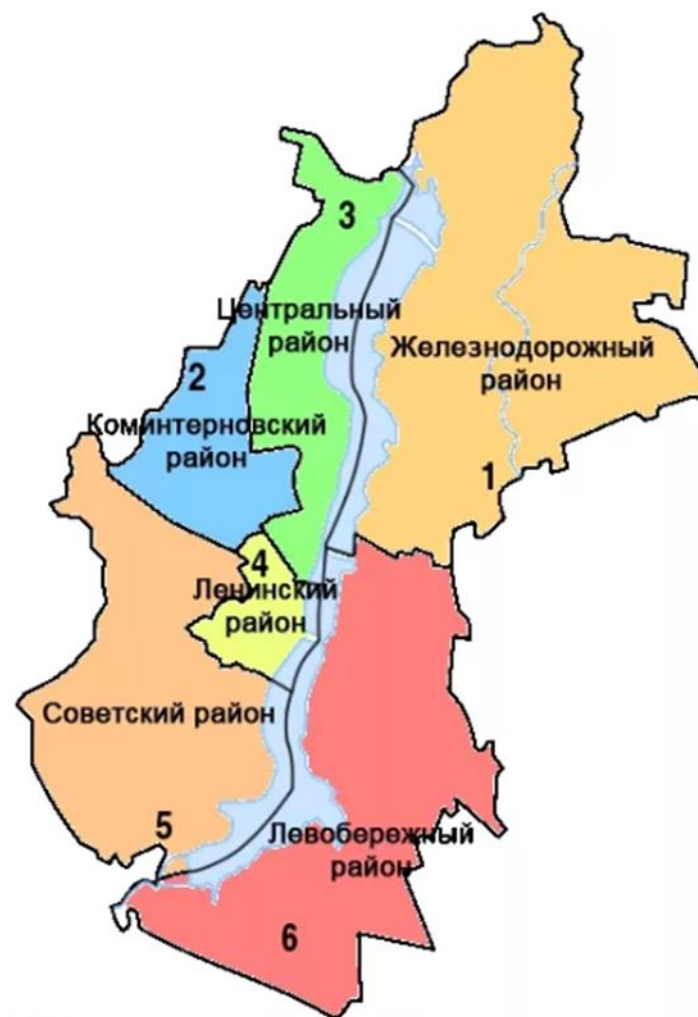 3
Центральный
район
Железнодорожный
район
2
Коминтерновский
район
1
4
Ленинский
район
Советский район
5
Левобережный
район
6